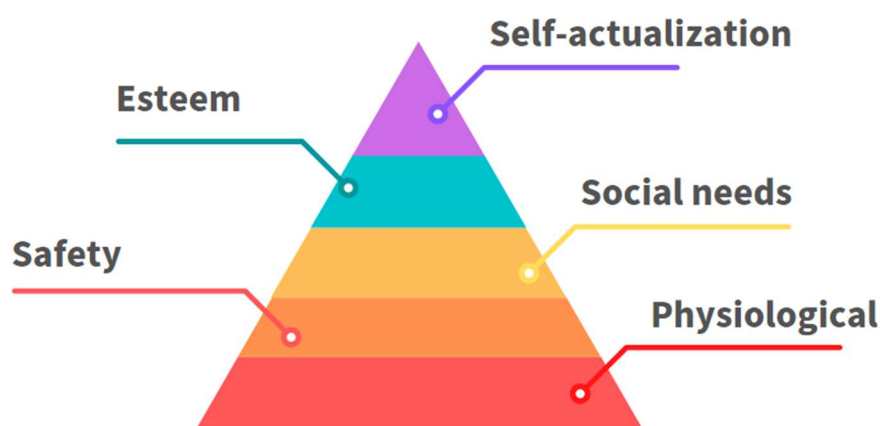 Self-actualization
Esteem
Social needs
Safety
Physiological